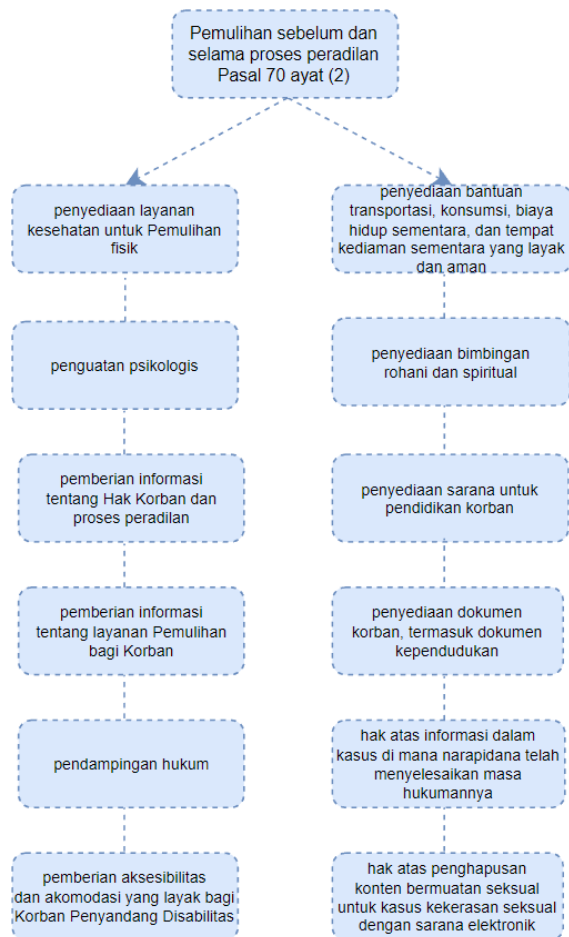 Pemulihan sebelum dan
selama proses peradilan
Pasal 70 ayat (2)
penyediaan layanan
kesehatan untuk Pemulihan
fisik
penguatan psikologis
pemberian informasi
tentang Hak Korban dan
proses peradilan
pemberian informasi
tentang layanan Pemulihan
bagi Korban
pendampingan hukum
pemberian aksesibilitas
dan akomodasi yang layak bagi
Korban Penyandang Disabilitas
penyediaan bantuan
transportasi, konsumsi, biaya
hidup sementara, dan tempat
kediaman sementara yang layak
dan aman
penyediaan bimbingan
rohani dan spiritual
penyediaan sarana untuk
pendidikan korban
penyediaan dokumen
korban, termasuk dokumen
kependudukan
hak atas informasi dalam
kasus di mana narapidana telah
menyelesaikan masa
hukumannya
hak atas penghapusan
konten bermuatan seksual
untuk kasus kekerasan seksual
dengan sarana elektronik